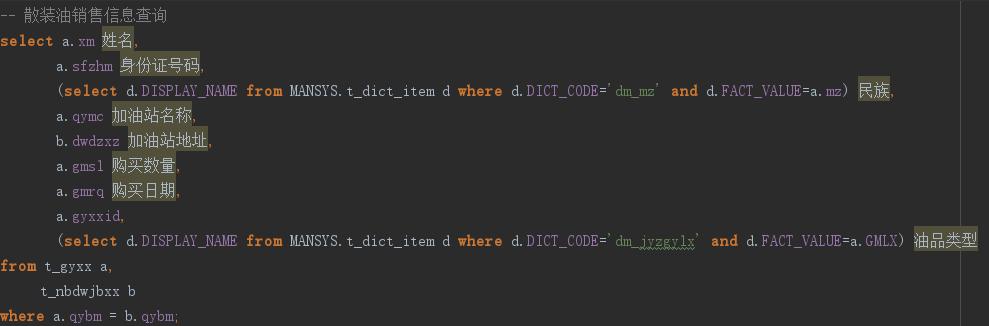 -- 散装油销售信息查询
select a.xm 姓名,
a.sfzhm 身份证号码,
(select d.DISPLAY_NAME from MANSYS.t_dict_item d where d.DICT_CODE='dm_mz' and d.FACT_VALUE=a.mz) 民族,
a.qymc 加油站名称,
b.dwdzxz 加油站地址,
a.gmsl 购买数量,
a.gmrq 购买日期,
a.gyxxid,
(select d.DISPLAY_NAME from MANSYS.t_dict_item d where d.DICT_CODE='dm_jyzgylx' and d.FACT_VALUE=a.GMLX) 油品类型
from t_gyxx a,
t_nbdwjbxx b
where a.qybm = b.qybm;